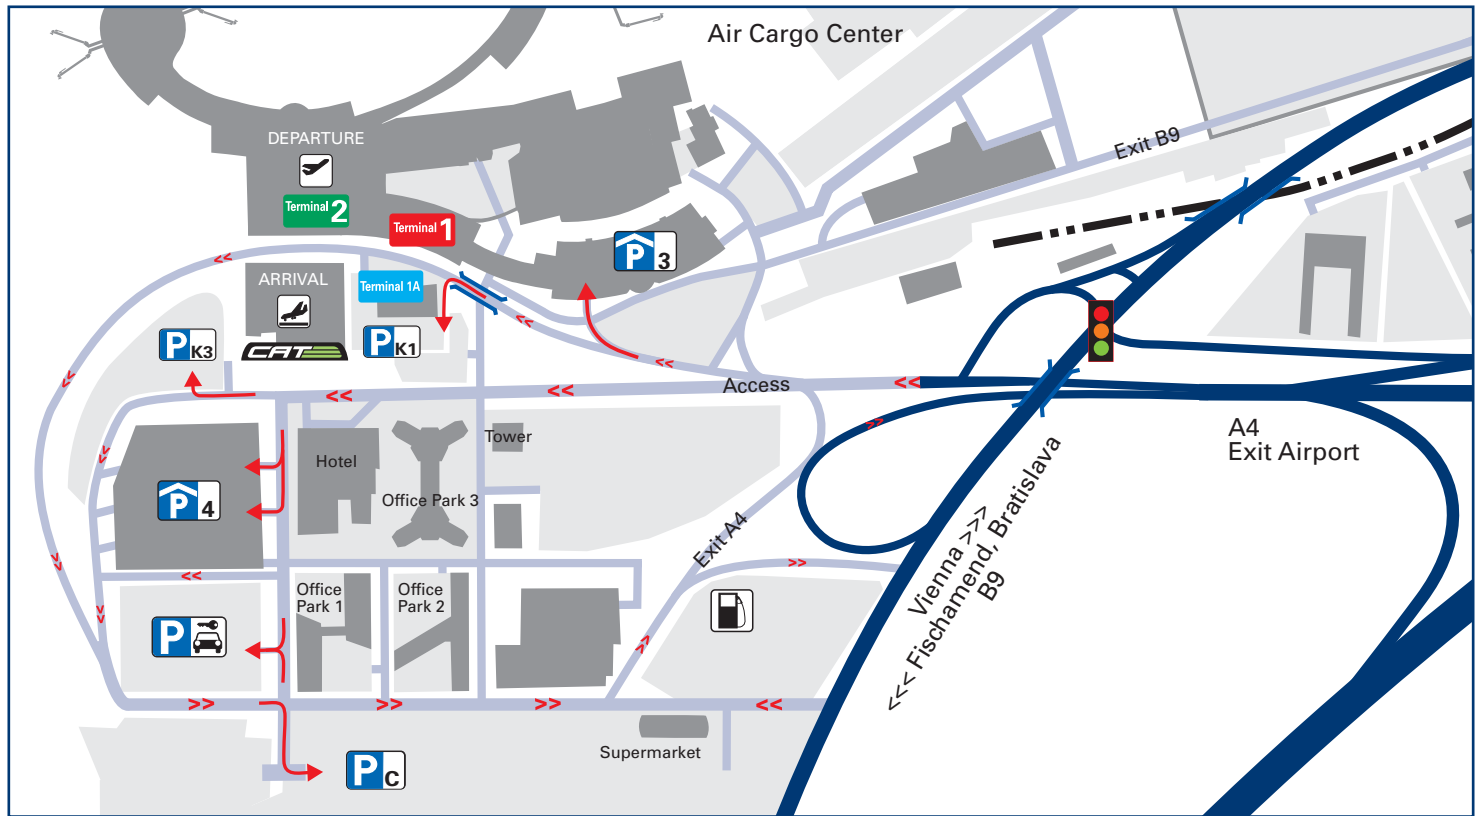 Air Cargo Center
DEPARTURE
Terminal 2
Terminal 1
P 3
Exit B9
ARRIVAL
Terminal 1A
P K3
CAT
P K1
<<
<<
<<
<<
<<
<<
<<
Access
>>
A4
Exit Airport
Tower
Hotel
Office Park 3
P 4
<<
<<
<<
<<
Exit A4
>>
Vienna >>>
<<< Fischamend, Bratislava
B9
Office
Park 1
Office
Park 2
P
>>
>>
>>
>>
<<
Supermarket
P C